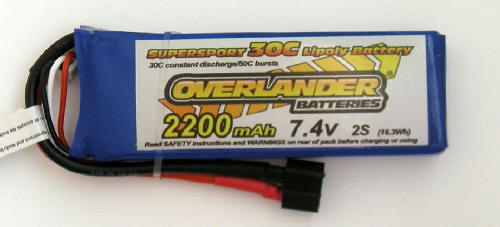 SUPERSPORT 30C Lipoly Battery
30C constant discharge/50C bursts
OVERLANDER®
BATTERIES
2200mAh 7.4v 2S (16.3Wh)
Read SAFETY instructions and WARNINGS on rear of pack before charging or using